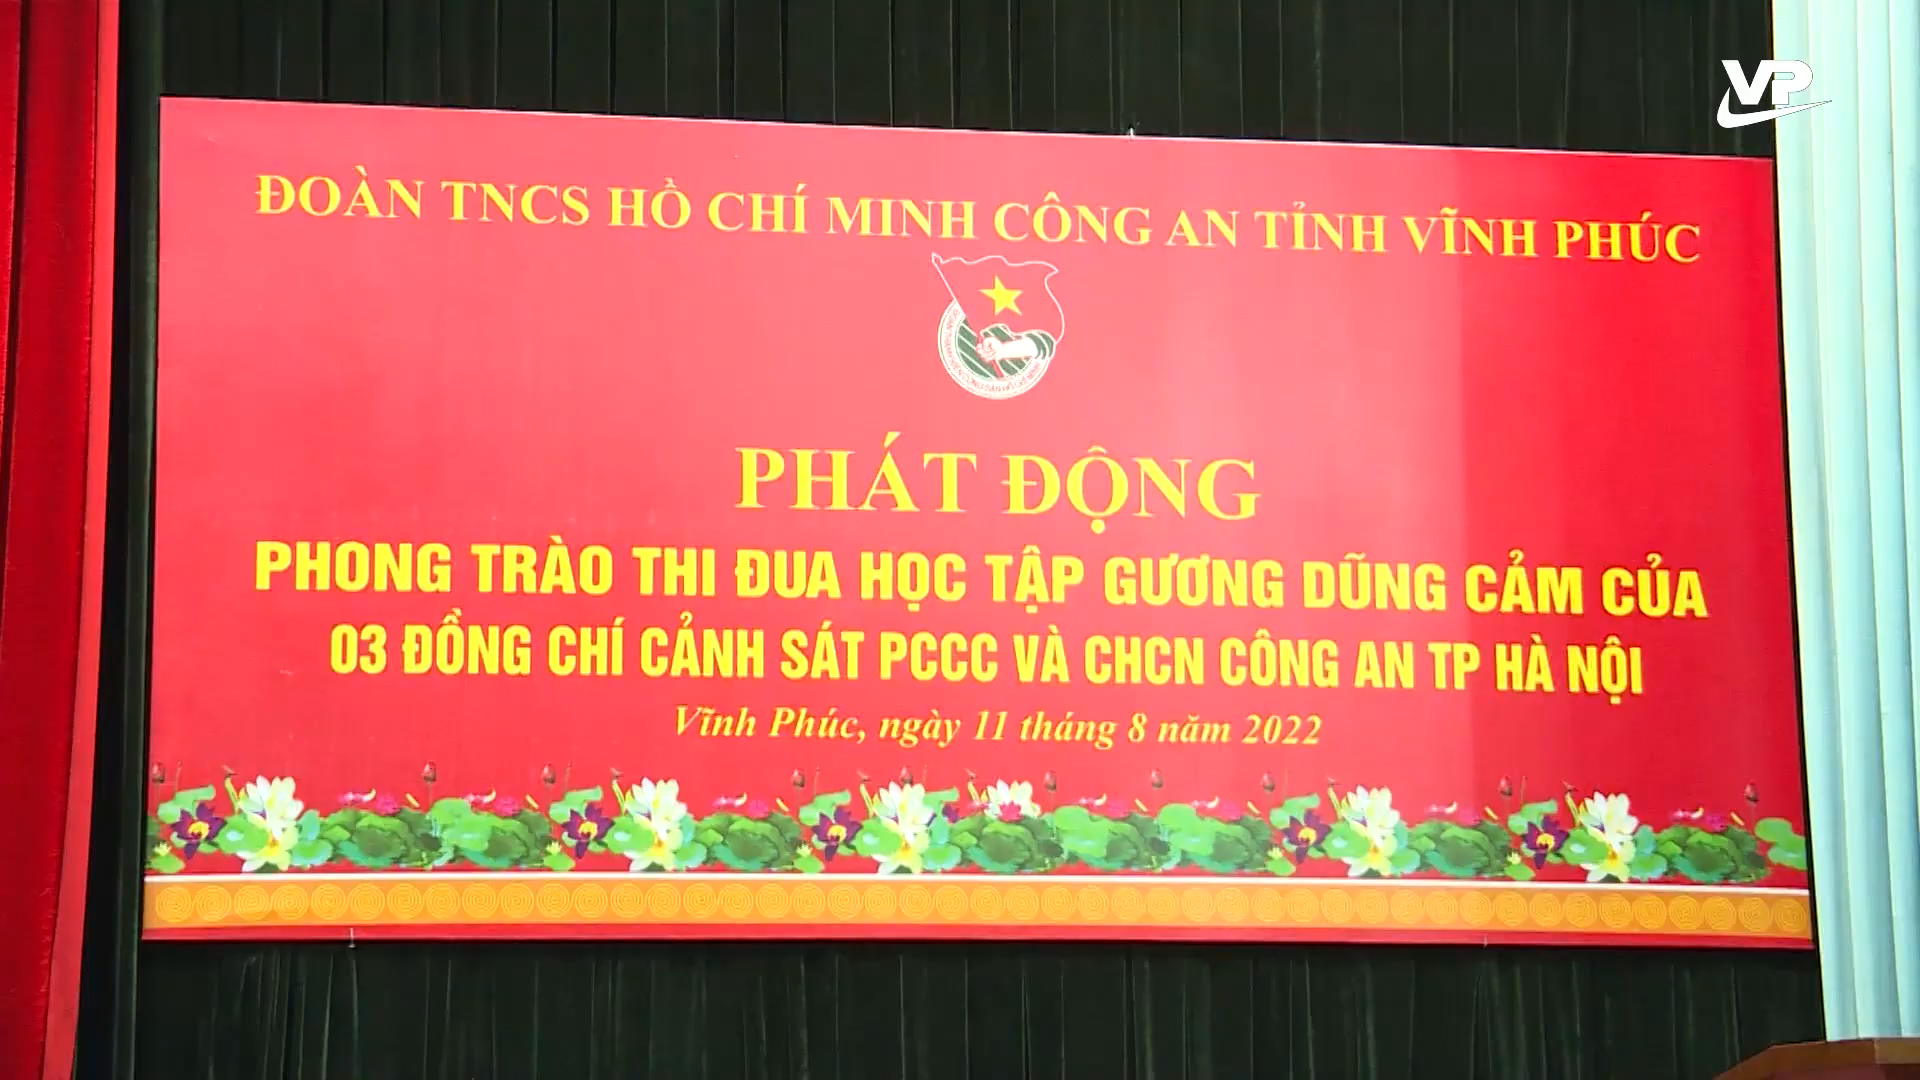 VP
ĐOÀN TNCS HỒ CHÍ MINH CÔNG AN TỈNH VĨNH PHÚC
PHÁT ĐỘNG
PHONG TRÀO THI ĐUA HỌC TẬP GƯƠNG DŨNG CẢM CỦA
03 ĐỒNG CHÍ CẢNH SÁT PCCC VÀ CHCN CÔNG AN TP HÀ NỘI
Vĩnh Phúc, ngày 11 tháng 8 năm 2022